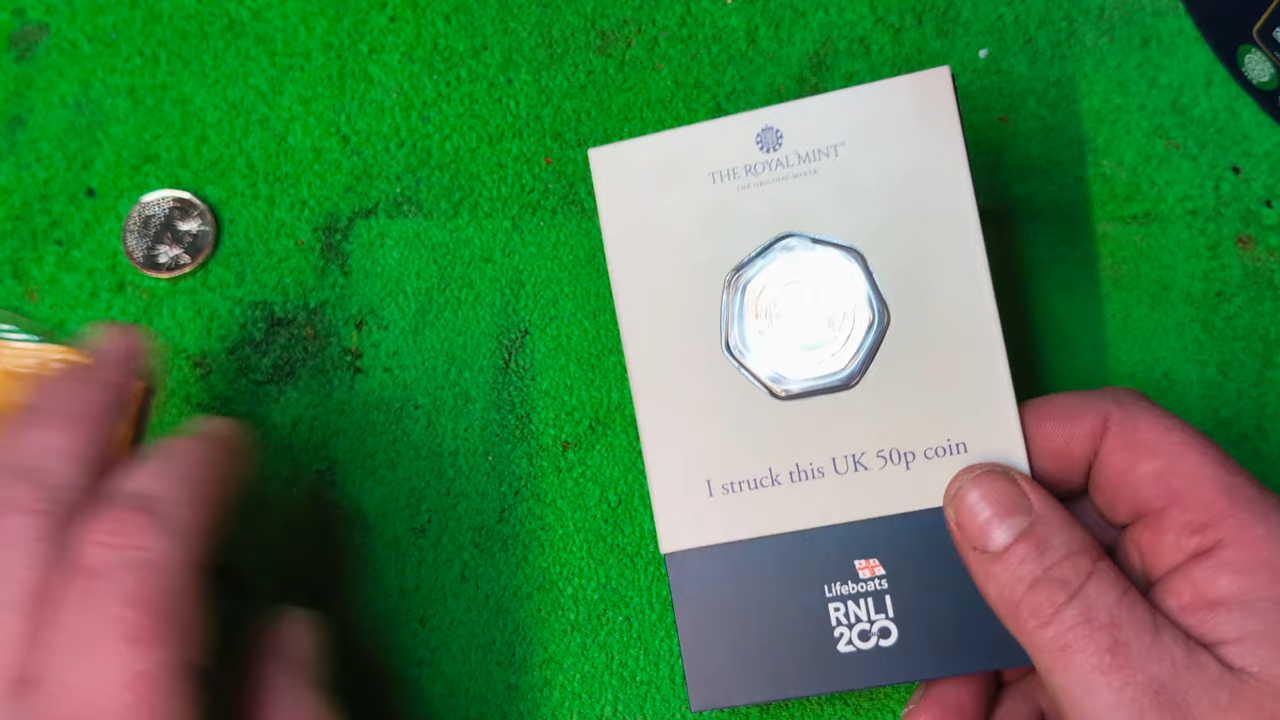 THE ROYAL MINT®
THE ORIGINAL MAKER
I struck this UK 50p coin
Lifeboats
RNLI
200